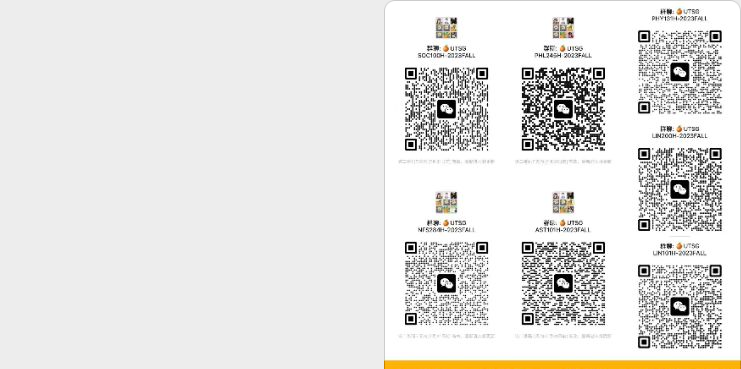 群聊: UTSG
SOC100H-2023FALL
群聊: UTSG
PHL245H-2023FALL
群聊: UTSG
PHY131H-2023FALL
群聊: UTSG
LIN200H-2023FALL
群聊: UTSG
NFS284H-2023FALL
群聊: UTSG
AST101H-2023FALL
群聊: UTSG
LIN101H-2023FALL